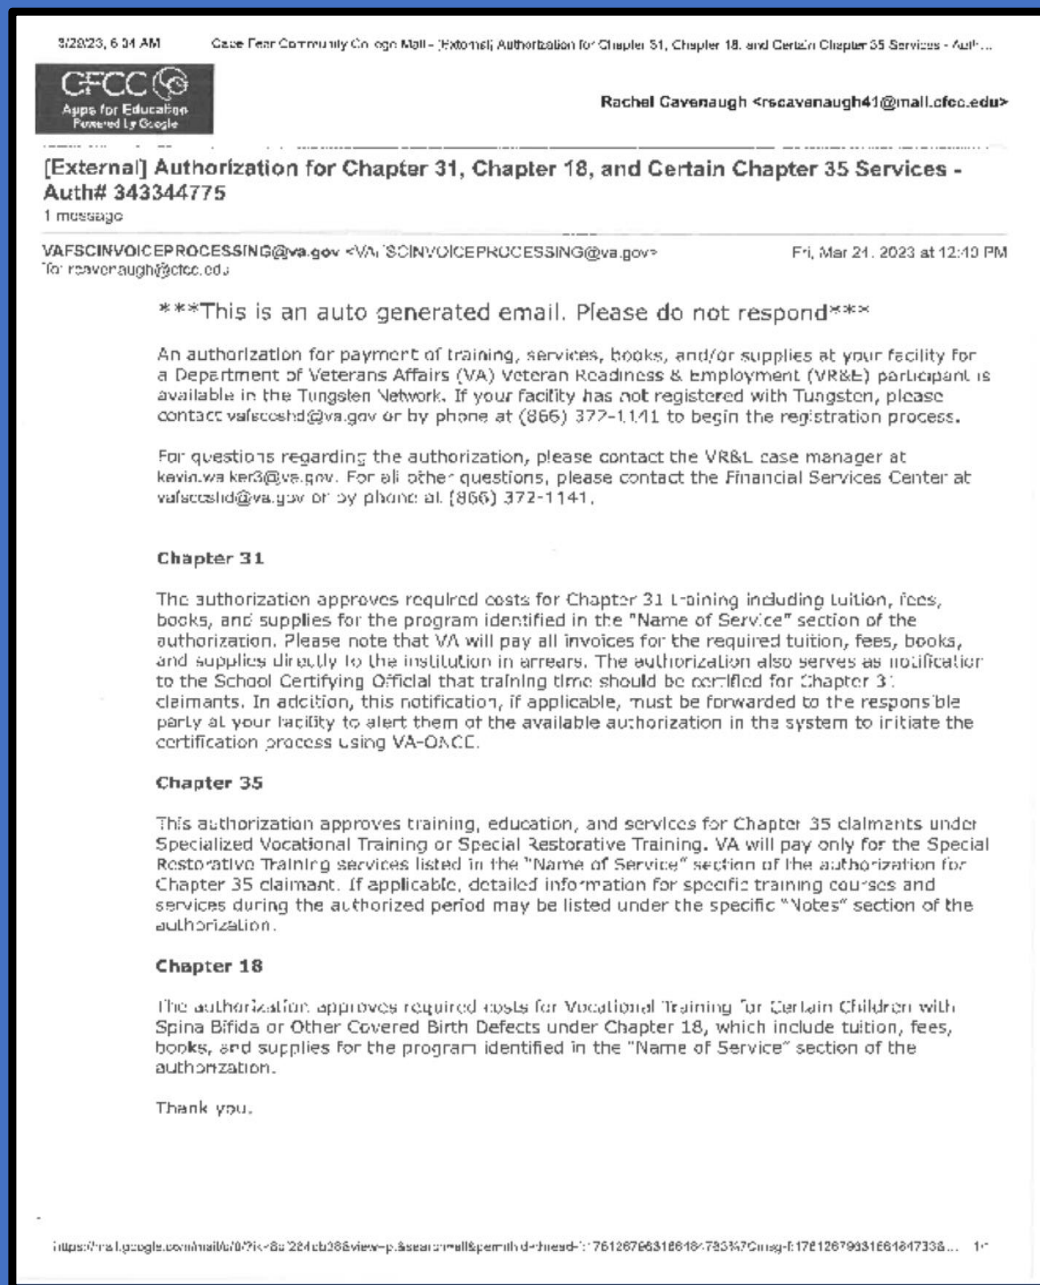 3/20/23, 6:34 AM Cape Fear Community College Mail - [External] Authorization for Chapter 31, Chapter 18, and Certain Chapter 35 Services - Auth...
CFCC
Apps for Education
Powered by Google
Rachel Cavenaugh <rscavenaugh41@mail.cfcc.edu>
[External] Authorization for Chapter 31, Chapter 18, and Certain Chapter 35 Services -
Auth# 343344775
1 message
VAFSCINVOICEPROCESSING@va.gov <VAFSCINVOICEPROCESSING@va.gov> Fri, Mar 2023 at PM
To: rcavenaugh@cfcc.edu
***This is an auto generated email. Please do not respond***
An authorization for payment of training, services, books, and/or supplies at your facility for
a Department of Veterans Affairs (VA) Veteran Readiness & Employment (VR&E) participant is
available in the Tungsten Network. If your facility has not registered with Tungsten, please
contact vafsccshd@va.gov or by phone at (866) 372-1141 to begin the registration process.
For questions regarding the authorization, please contact the VR&E case manager at
kevin.walker3@va.gov. For all other questions, please contact the Financial Services Center at
vafsccshd@va.gov or by phone at (866) 372-1141.
Chapter 31
The authorization approves required costs for Chapter 31 training including tuition, fees,
books, and supplies for the program identified in the "Name of Service" section of the
authorization. Please note that VA will pay all invoices for the required tuition, fees, books,
and supplies directly to the institution in arrears. The authorization also serves as notification
to the School Certifying Official that training time should be certified for Chapter 31
claimants. In addition, this notification, if applicable, must be forwarded to the responsible
party at your facility to alert them of the available authorization in the system to initiate the
certification process using VA-ONCE.
Chapter 35
This authorization approves training, education, and services for Chapter 35 claimants under
Specialized Vocational Training or Special Restorative Training. VA will pay only for the Special
Restorative Training services listed in the "Name of Service" section of the authorization for
Chapter 35 claimant. If applicable, detailed information for specific training courses and
services during the authorized period may be listed under the specific "Notes" section of the
authorization.
Chapter 18
The authorization approves required costs for Vocational Training for Certain Children with
Spina Bifida or Other Covered Birth Defects under Chapter 18, which include tuition, fees,
books, and supplies for the program identified in the "Name of Service" section of the
authorization.
Thank you.
1/1